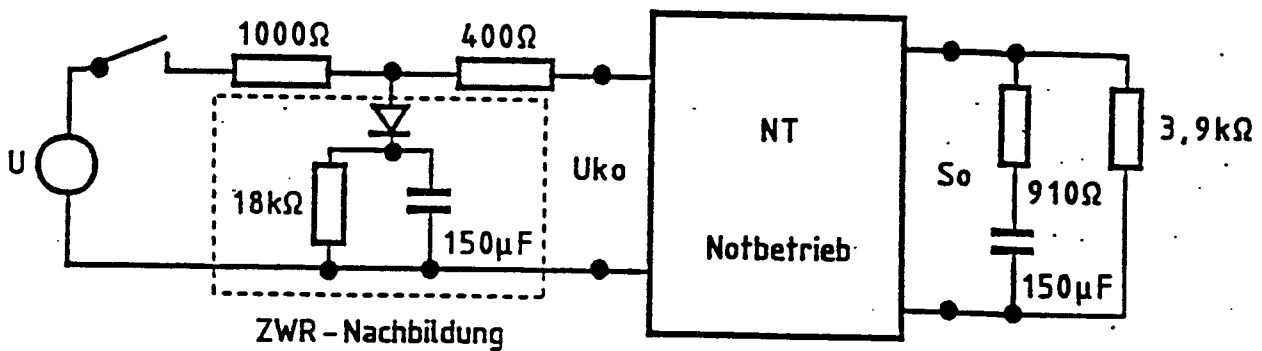 1000Ω
400Ω
U
18kΩ
150µF
ZWR-Nachbildung
Uko
NT
Notbetrieb
So
910Ω
150µF
3,9kΩ